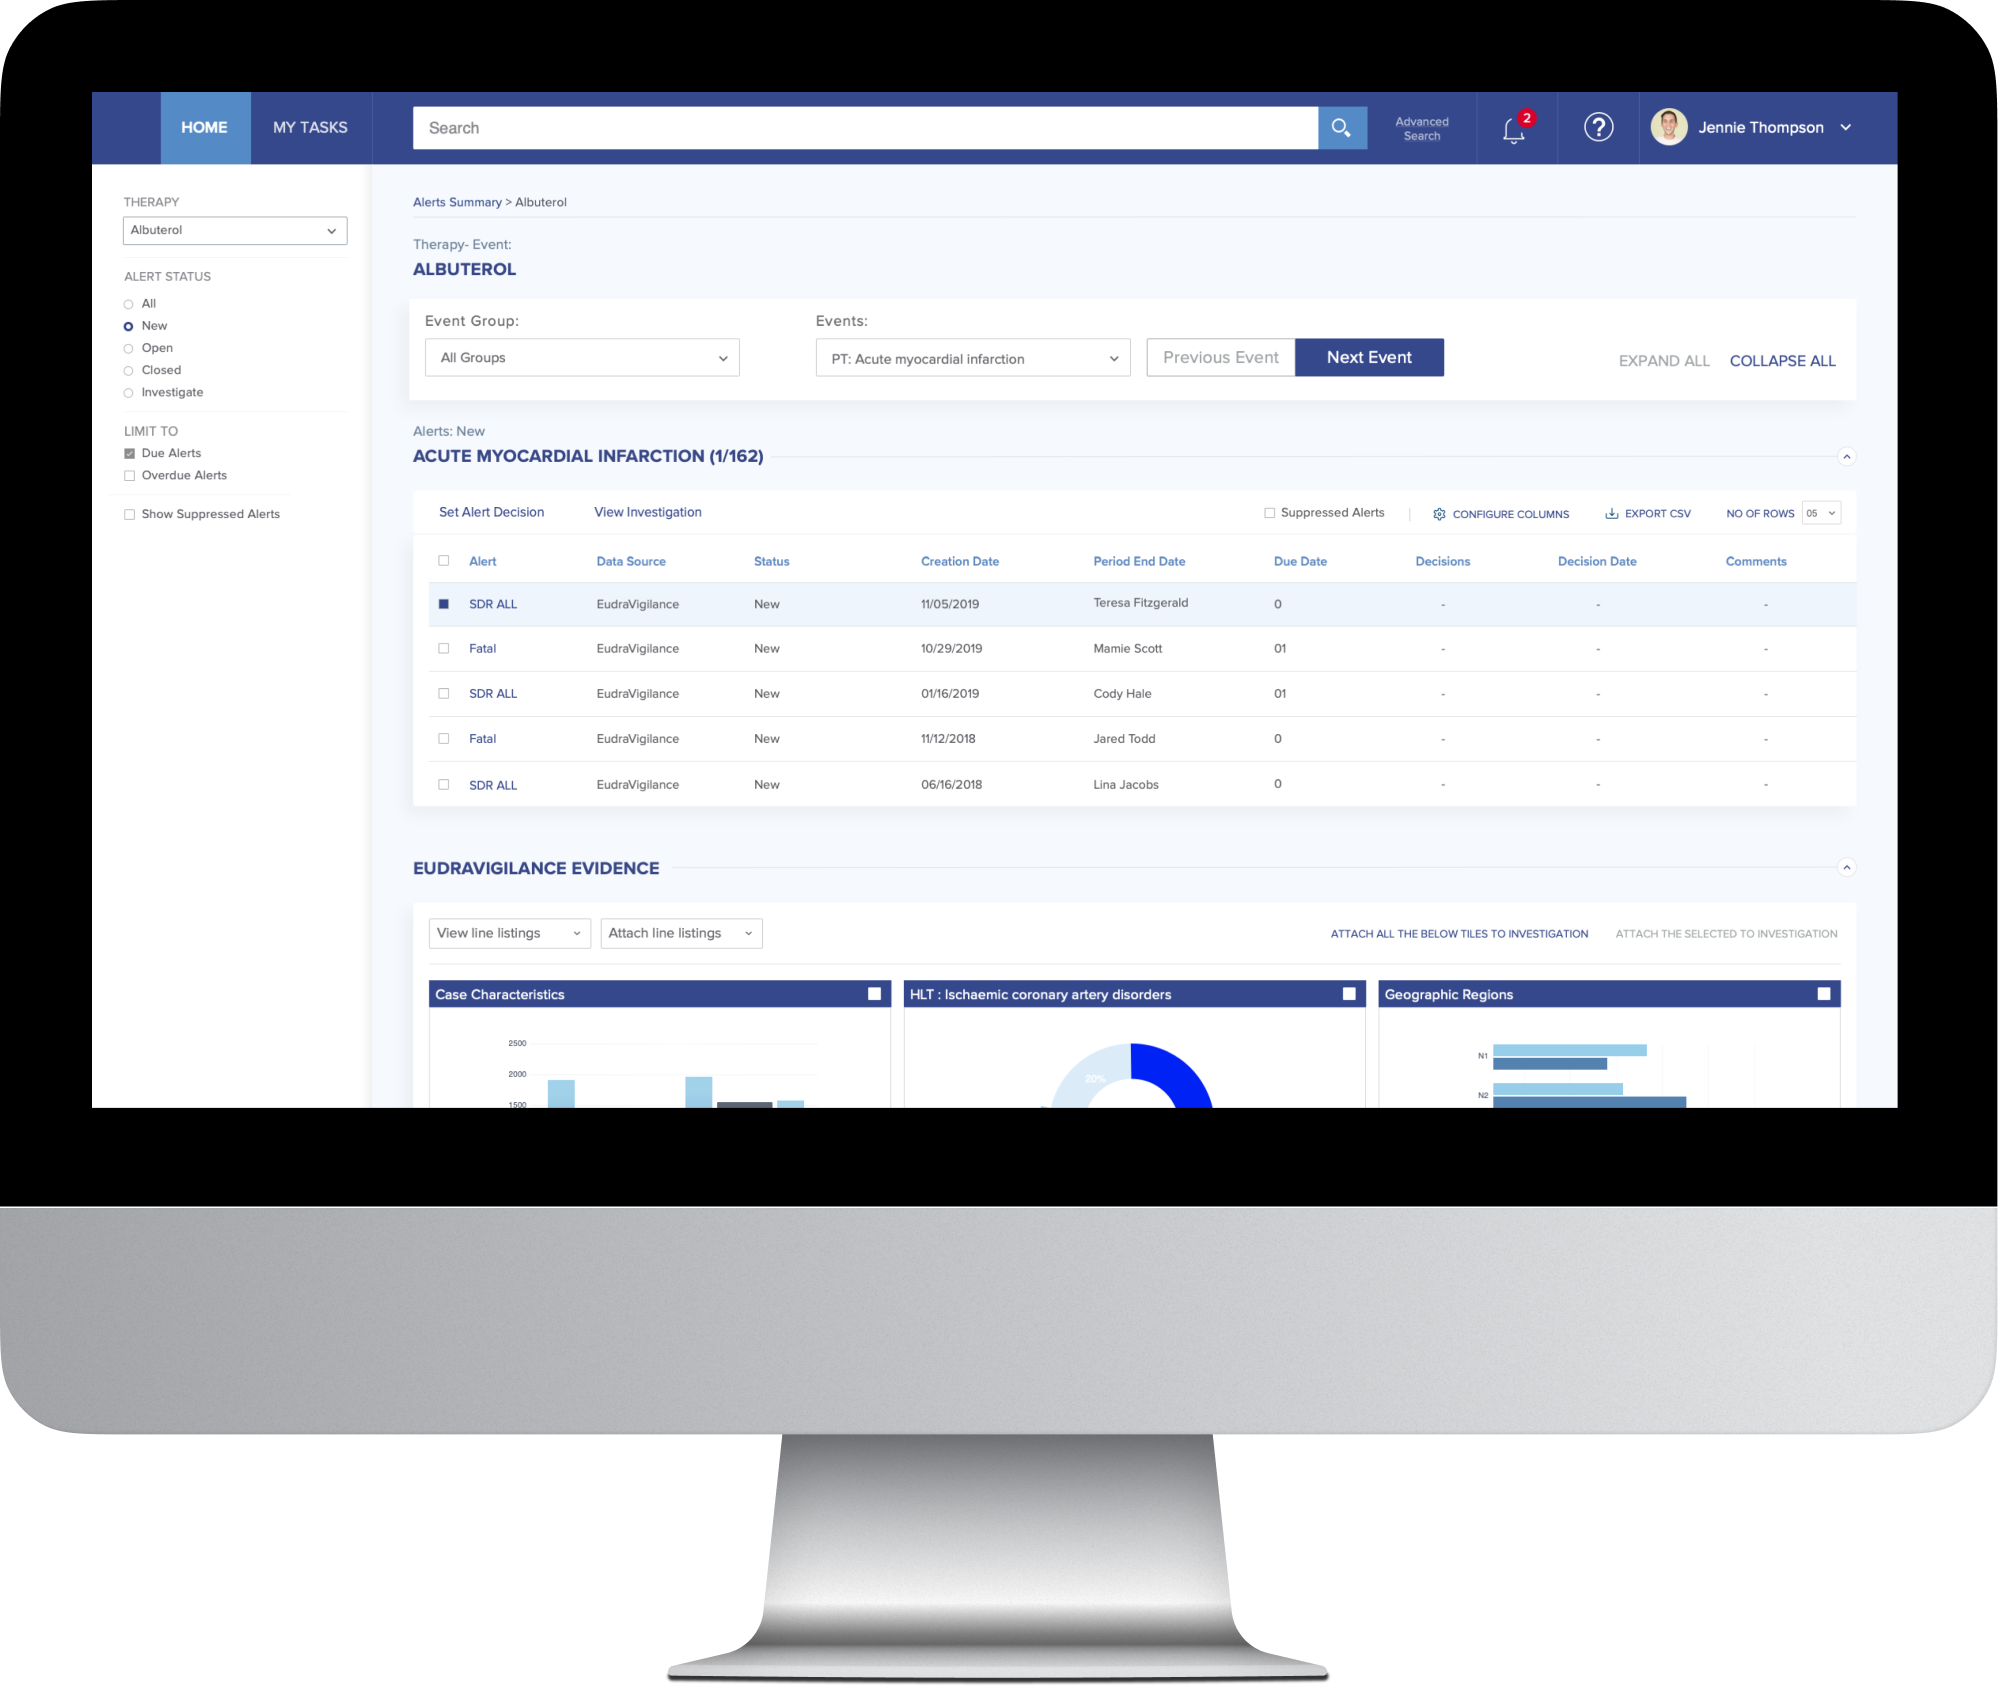 HOME
MY TASKS
Search
Advanced
Search
2
?
Jennie Thompson
THERAPY
Albuterol
ALERT STATUS
All
New
Open
Closed
Investigate
LIMIT TO
Due Alerts
Overdue Alerts
Show Suppressed Alerts
Alerts Summary > Albuterol
Therapy- Event:
ALBUTEROL
Event Group:
All Groups
Events:
PT: Acute myocardial infarction
Previous Event
Next Event
EXPAND ALL
COLLAPSE ALL
Alerts: New
ACUTE MYOCARDIAL INFARCTION (1/162)
Set Alert Decision
View Investigation
Suppressed Alerts
CONFIGURE COLUMNS
EXPORT CSV
NO OF ROWS 05
Alert Data Source Status Creation Date Period End Date Due Date Decisions Decision Date Comments
SDR ALL EudraVigilance New 11/05/2019 Teresa Fitzgerald 0 - - -
Fatal EudraVigilance New 10/29/2019 Mamie Scott 01 - - -
SDR ALL EudraVigilance New 01/16/2019 Cody Hale 01 - - -
Fatal EudraVigilance New 11/12/2018 Jared Todd 0 - - -
SDR ALL EudraVigilance New 06/16/2018 Lina Jacobs 0 - - -
EUDRAVIGILANCE EVIDENCE
View line listings
Attach line listings
ATTACH ALL THE BELOW TILES TO INVESTIGATION
ATTACH THE SELECTED TO INVESTIGATION
Case Characteristics
2500
2000
1500
HLT : Ischaemic coronary artery disorders
20%
Geographic Regions
N1
N2